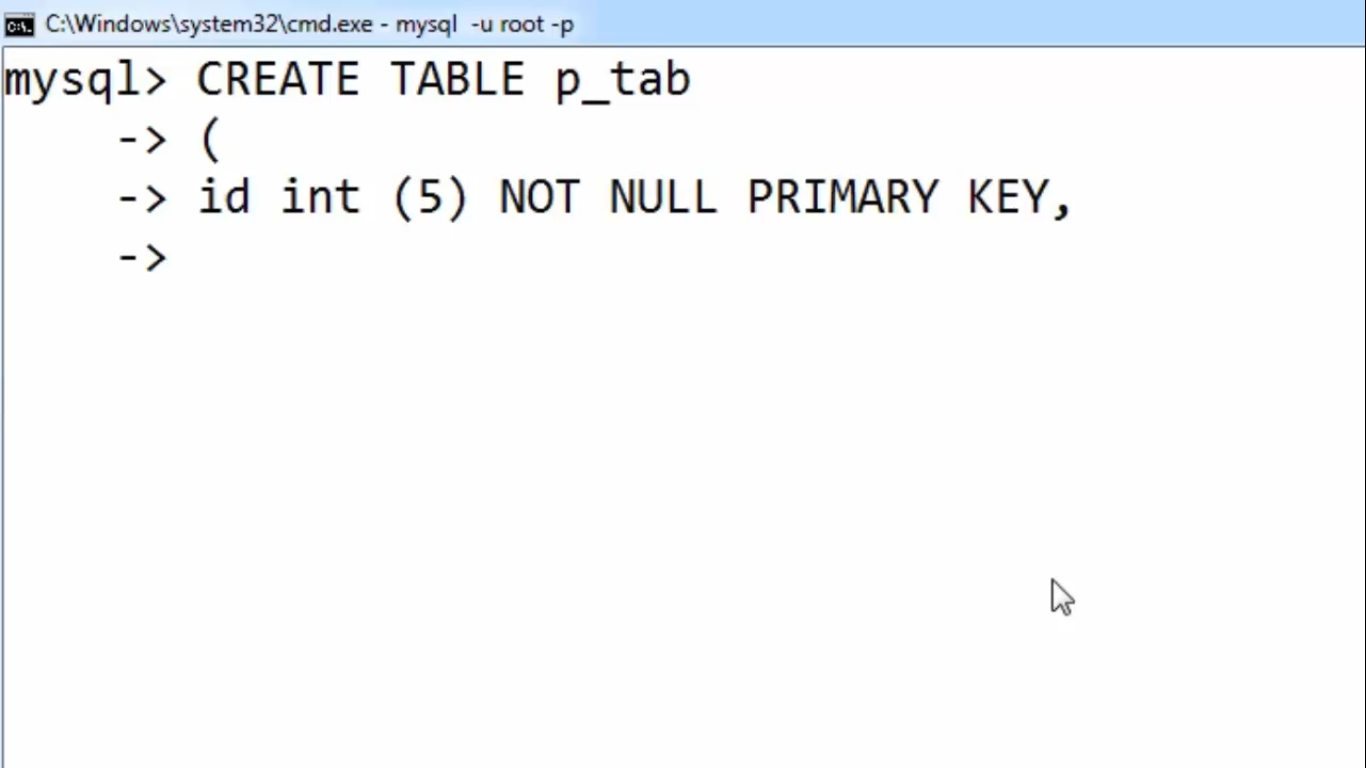 C:\Windows\system32\cmd.exe - mysql  -u root -p
mysql> CREATE TABLE p_tab
    -> (
    -> id int (5) NOT NULL PRIMARY KEY,
    ->